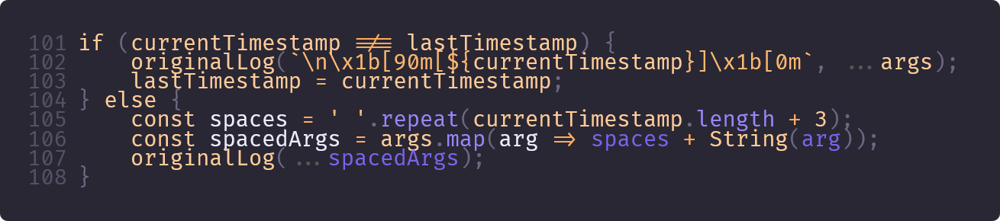 101 if (currentTimestamp !== lastTimestamp) {
102     originalLog(`\n\x1b[90m[${currentTimestamp}]\x1b[0m`, ...args);
103     lastTimestamp = currentTimestamp;
104 } else {
105     const spaces = ' '.repeat(currentTimestamp.length + 3);
106     const spacedArgs = args.map(arg => spaces + String(arg));
107     originalLog(...spacedArgs);
108 }